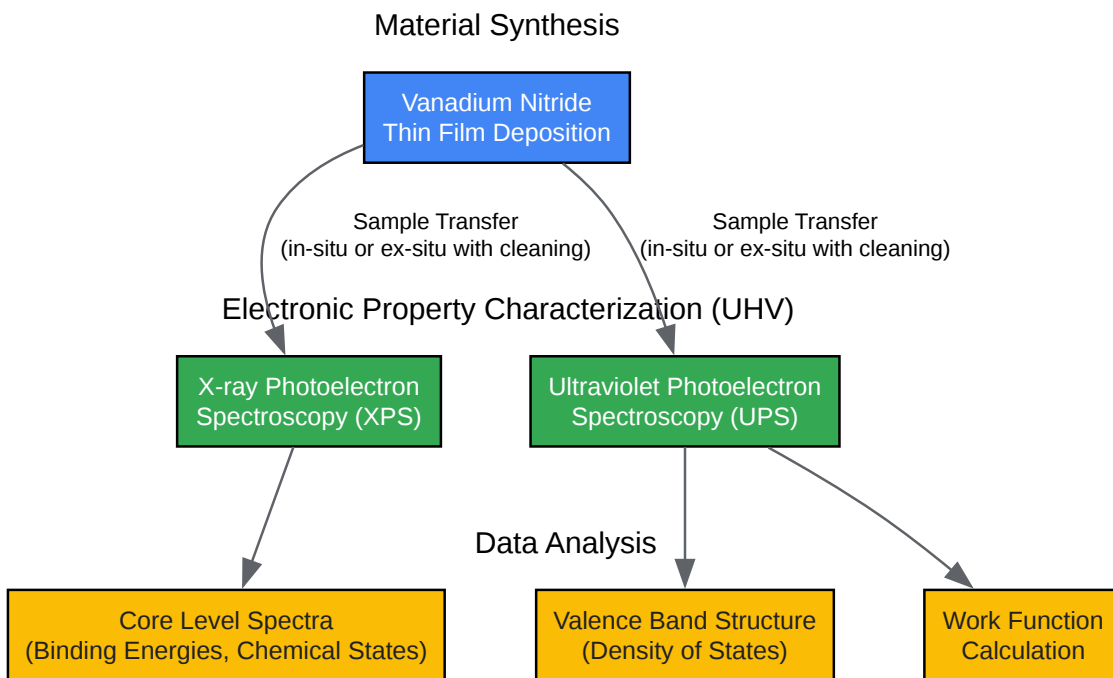 Material Synthesis
Vanadium Nitride
Thin Film Deposition
Sample Transfer
(in-situ or ex-situ with cleaning)
Sample Transfer
(in-situ or ex-situ with cleaning)
Electronic Property Characterization (UHV)
X-ray Photoelectron
Spectroscopy (XPS)
Ultraviolet Photoelectron
Spectroscopy (UPS)
Data Analysis
Core Level Spectra
(Binding Energies, Chemical States)
Valence Band Structure
(Density of States)
Work Function
Calculation